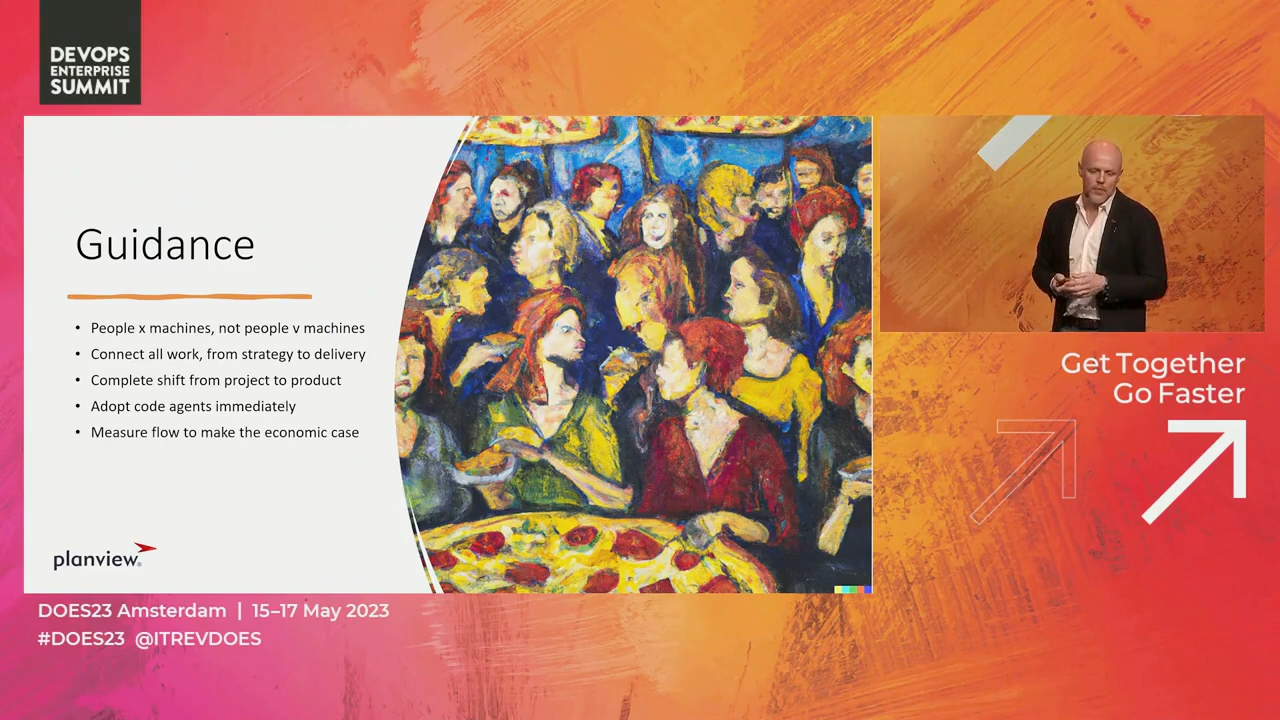 DEVOPS
ENTERPRISE
SUMMIT
Guidance
• People x machines, not people v machines
• Connect all work, from strategy to delivery
• Complete shift from project to product
• Adopt code agents immediately
• Measure flow to make the economic case
planview®
Get Together
Go Faster
DOES23 Amsterdam | 15–17 May 2023
#DOES23 @ITREVDOES